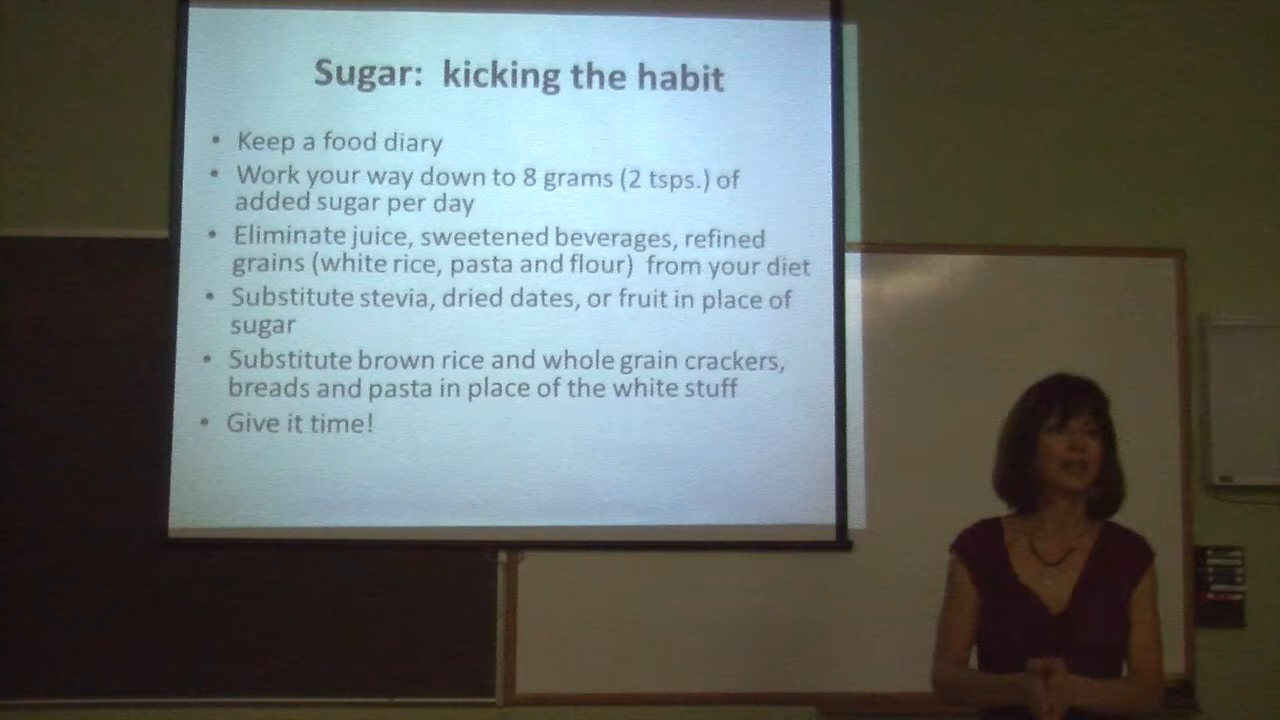 Sugar: kicking the habit
• Keep a food diary
• Work your way down to 8 grams (2 tsps.) of
added sugar per day
• Eliminate juice, sweetened beverages, refined
grains (white rice, pasta and flour) from your diet
• Substitute stevia, dried dates, or fruit in place of
sugar
• Substitute brown rice and whole grain crackers,
breads and pasta in place of the white stuff
• Give it time!